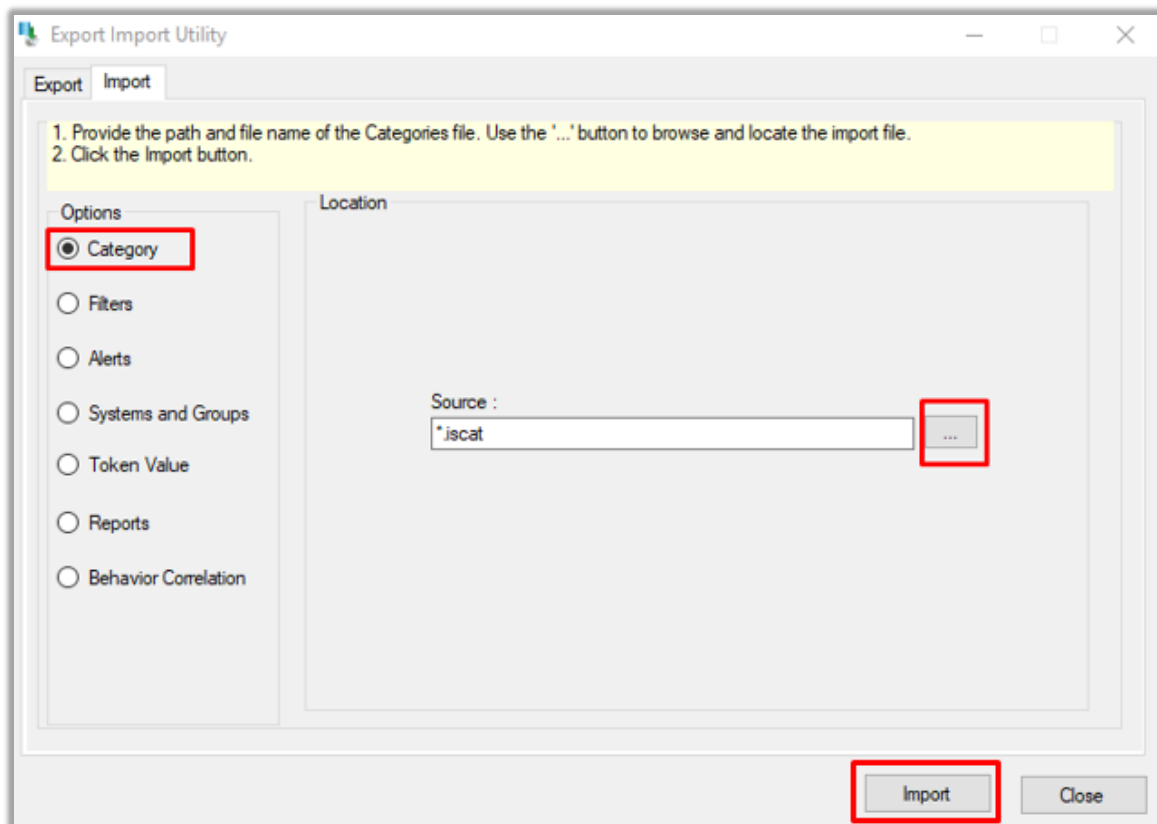 Export Import Utility
Export
Import
1. Provide the path and file name of the Categories file. Use the '...' button to browse and locate the import file.
2. Click the Import button.
Options
Category
Filters
Alerts
Systems and Groups
Token Value
Reports
Behavior Correlation
Location
Source :
*.iscat
...
Import
Close